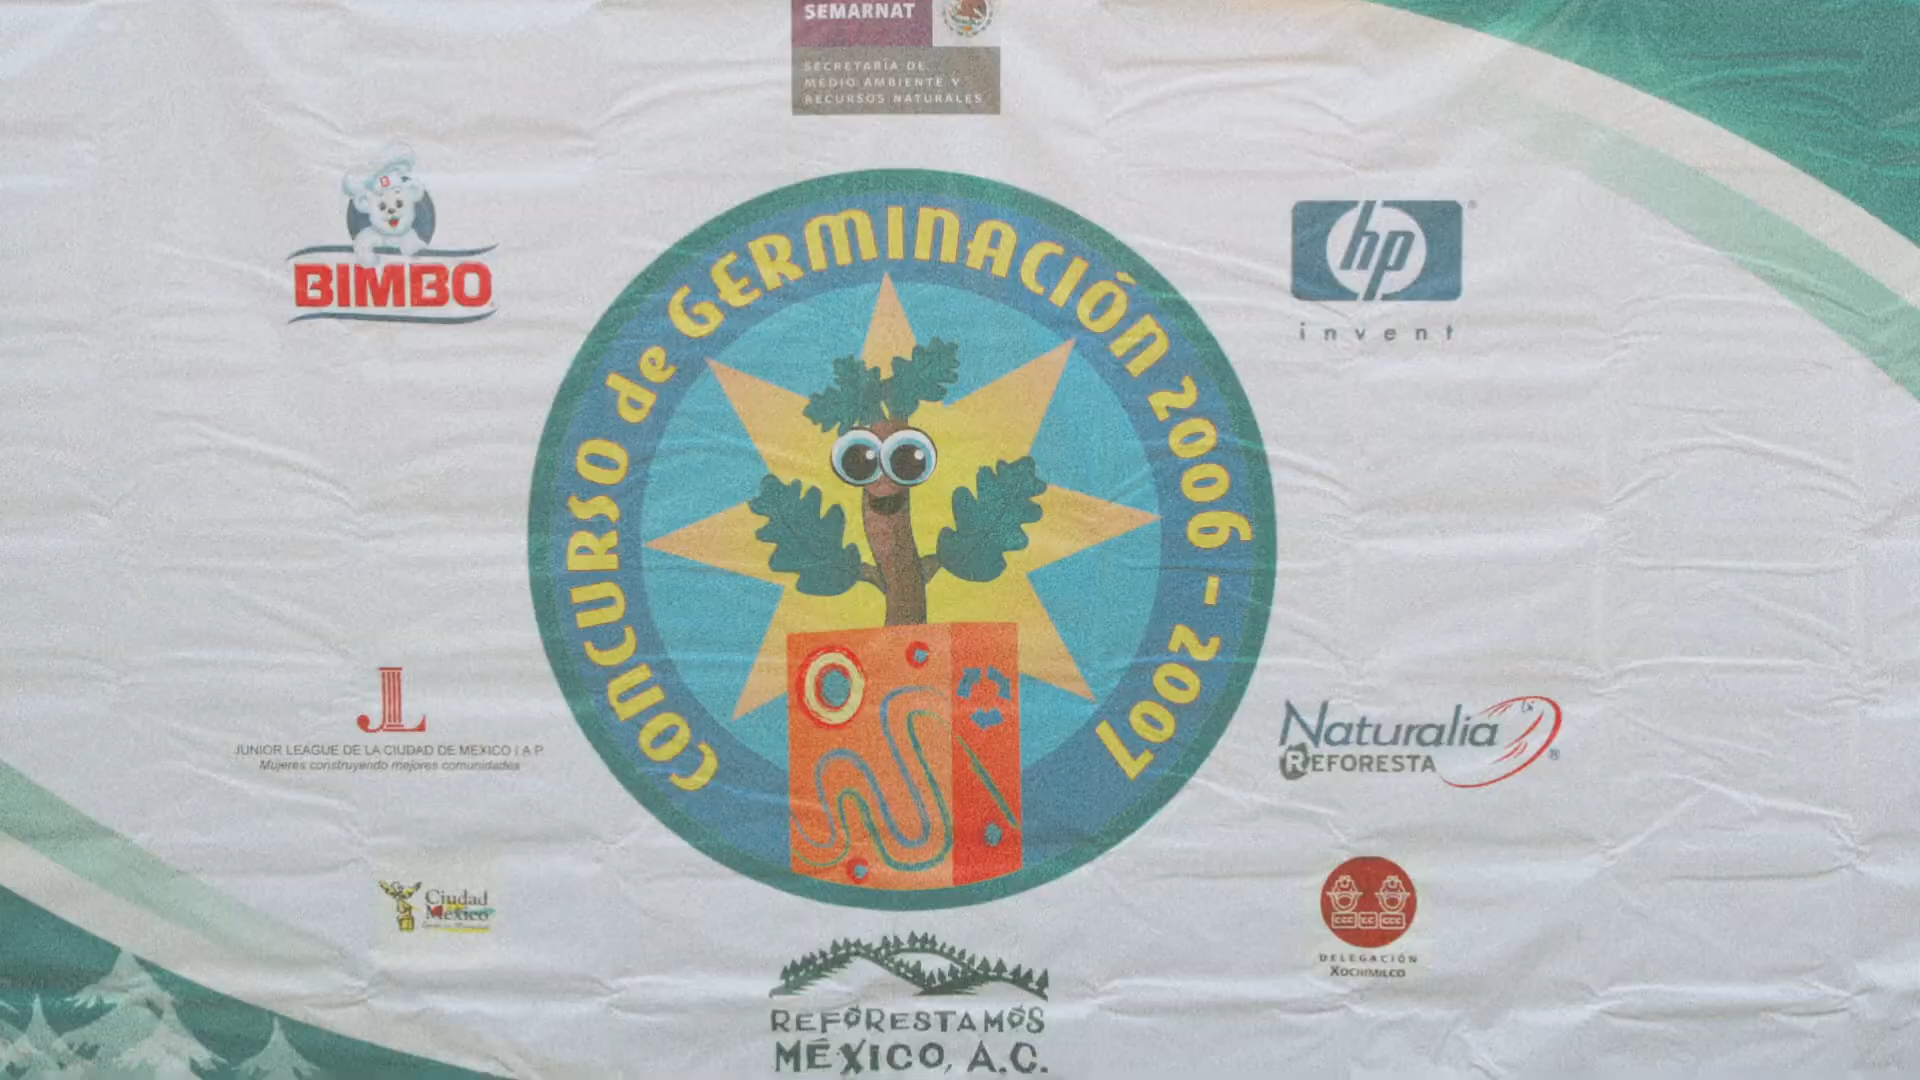 SEMARNAT
SECRETARÍA DE
MEDIO AMBIENTE Y
RECURSOS NATURALES
B
BIMBO
hp
invent
CONCURSO de GERMINACIÓN 2006 - 2007
JL
JUNIOR LEAGUE DE LA CIUDAD DE MEXICO I A P
Mujeres construyendo mejores comunidades
Naturalia
REFORESTA
Ciudad
México
DELEGACIÓN
XOCHIMILCO
REFORESTAMOS
MÉXICO, A.C.